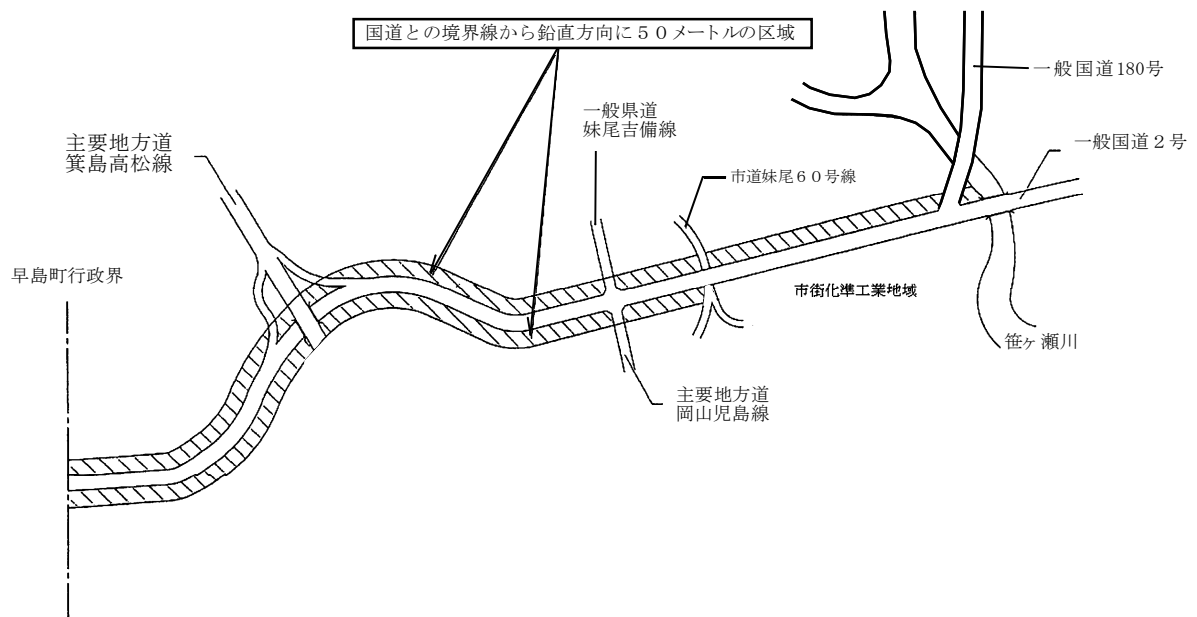 国道との境界線から鉛直方向に５０メートルの区域
一般国道180号
一般県道
妹尾吉備線
主要地方道
箕島高松線
一般国道２号
市道妹尾６０号線
早島町行政界
市街化準工業地域
笹ヶ瀬川
主要地方道
岡山児島線